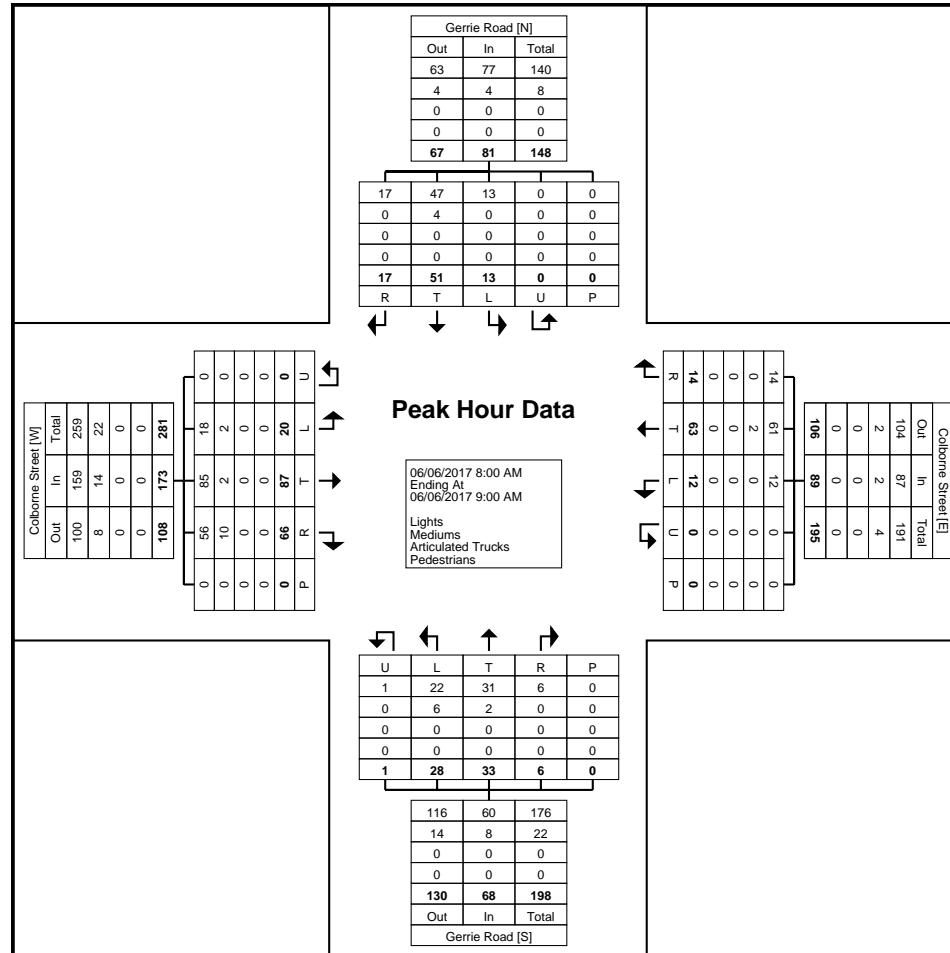 Gerrie Road [N]
Out In Total
63 77 140
4 4 8
0 0 0
0 0 0
67 81 148
17 47 13 0 0
0 4 0 0 0
0 0 0 0 0
0 0 0 0 0
17 51 13 0 0
R T L U P
Colborne Street [W]
Total In Out
259 159 100
22 14 8
0 0 0
0 0 0
281 173 108
0 18 85 56 0
0 2 2 10 0
0 0 0 0 0
0 0 0 0 0
0 20 87 66 0
U L T R P
Peak Hour Data
06/06/2017 8:00 AM
Ending At
06/06/2017 9:00 AM
Lights
Mediums
Articulated Trucks
Pedestrians
R T L U P
14 63 12 0 0
0 0 0 0 0
0 0 0 0 0
0 2 0 0 0
14 61 12 0 0
106 89 195
0 0 0
0 0 0
2 2 4
104 87 191
Out In Total
Colborne Street [E]
U L T R P
1 22 31 6 0
0 6 2 0 0
0 0 0 0 0
0 0 0 0 0
1 28 33 6 0
116 60 176
14 8 22
0 0 0
0 0 0
130 68 198
Out In Total
Gerrie Road [S]